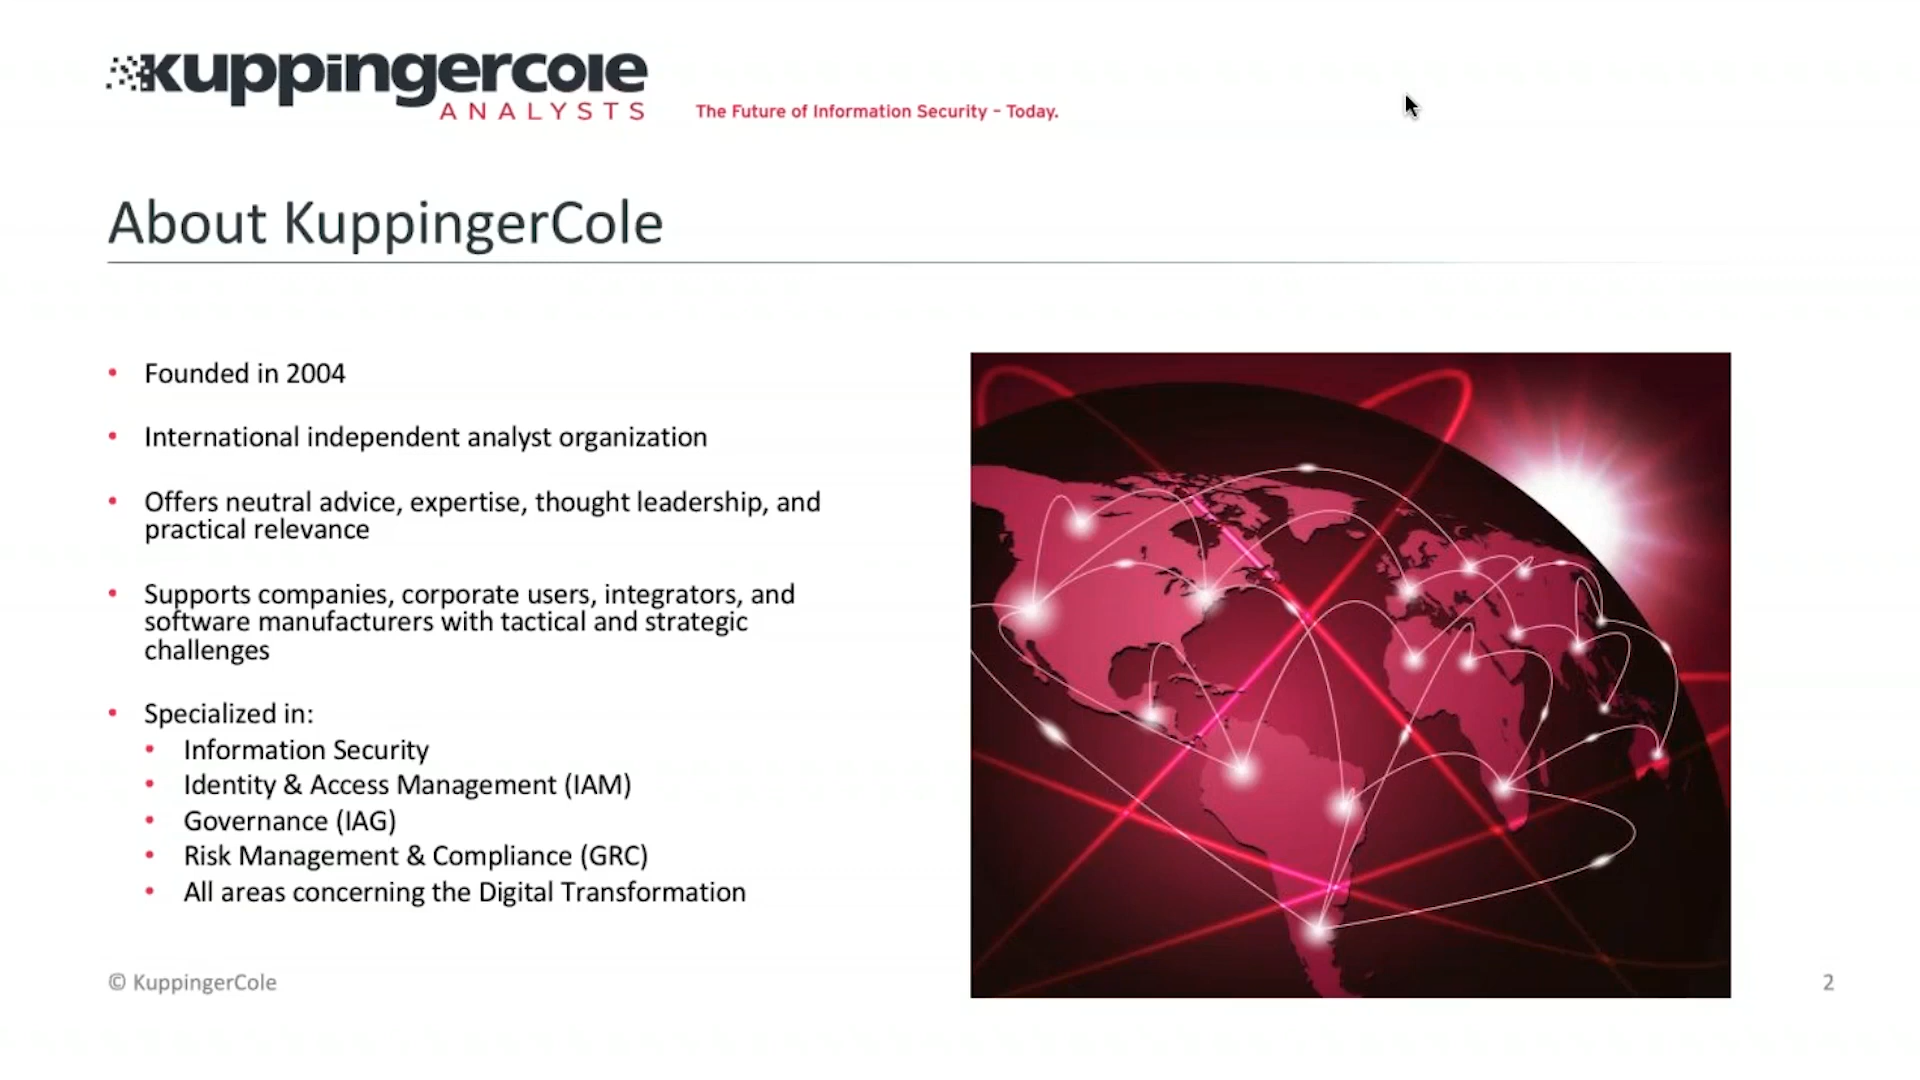 kuppingercole
ANALYSTS
The Future of Information Security – Today.
About KuppingerCole
• Founded in 2004
• International independent analyst organization
• Offers neutral advice, expertise, thought leadership, and
practical relevance
• Supports companies, corporate users, integrators, and
software manufacturers with tactical and strategic
challenges
• Specialized in:
• Information Security
• Identity & Access Management (IAM)
• Governance (IAG)
• Risk Management & Compliance (GRC)
• All areas concerning the Digital Transformation
© KuppingerCole
2